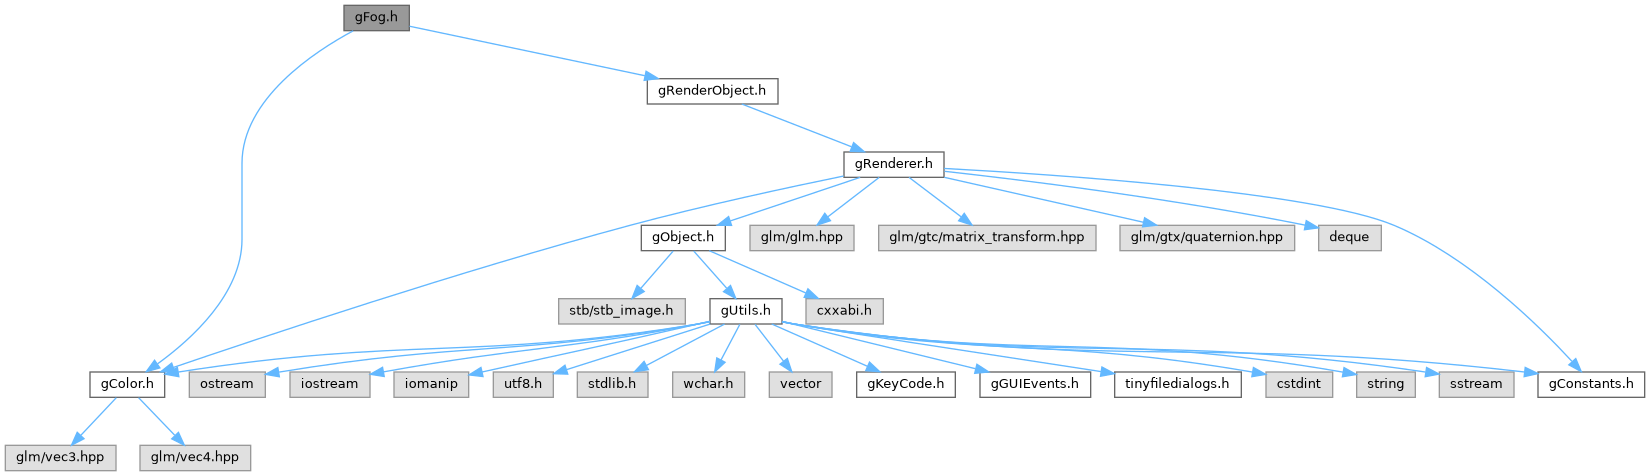 gFog.h
gRenderObject.h
gRenderer.h
gObject.h
glm/glm.hpp
glm/gtc/matrix_transform.hpp
glm/gtx/quaternion.hpp
deque
stb/stb_image.h
gUtils.h
cxxabi.h
gColor.h
ostream
iostream
iomanip
utf8.h
stdlib.h
wchar.h
vector
gKeyCode.h
gGUIEvents.h
tinyfiledialogs.h
cstdint
string
sstream
gConstants.h
glm/vec3.hpp
glm/vec4.hpp